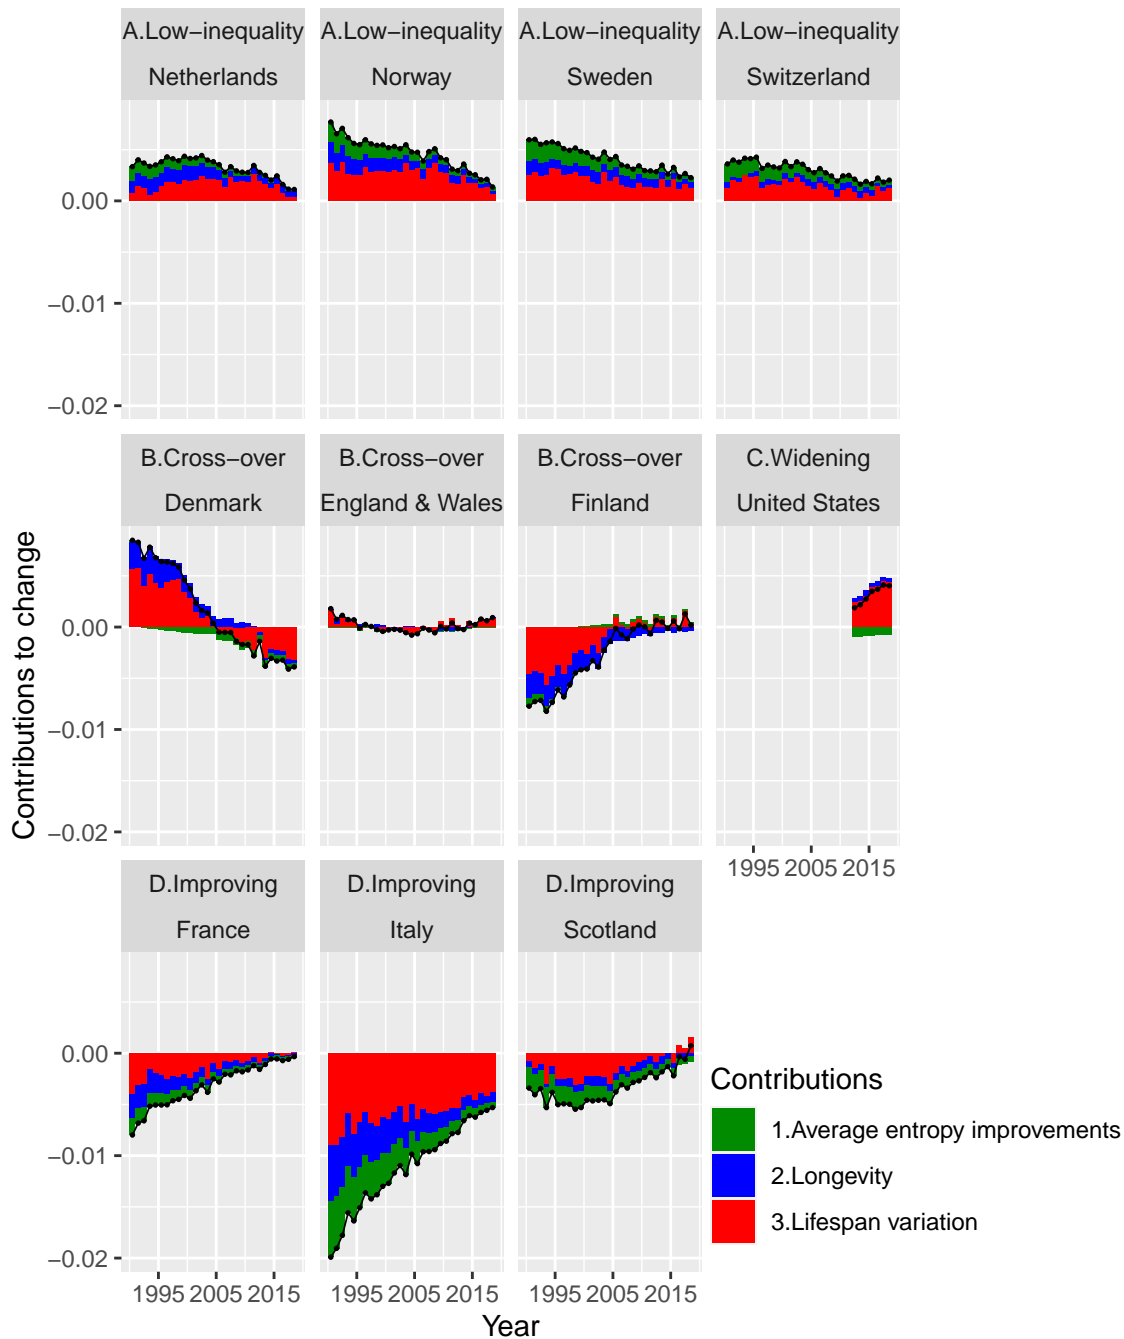 A.Low−inequality A.Low−inequality A.Low−inequality A.Low−inequality
Netherlands Norway Sweden Switzerland
0.00
−0.01
−0.02
B.Cross−over B.Cross−over B.Cross−over C.Widening
Denmark England & Wales Finland United States
0.00
−0.01
−0.02
Contributions to change
1995 2005 2015
D.Improving D.Improving D.Improving
France Italy Scotland
0.00
−0.01
−0.02
1995 2005 2015 1995 2005 2015 1995 2005 2015
Year
Contributions
1.Average entropy improvements
2.Longevity
3.Lifespan variation